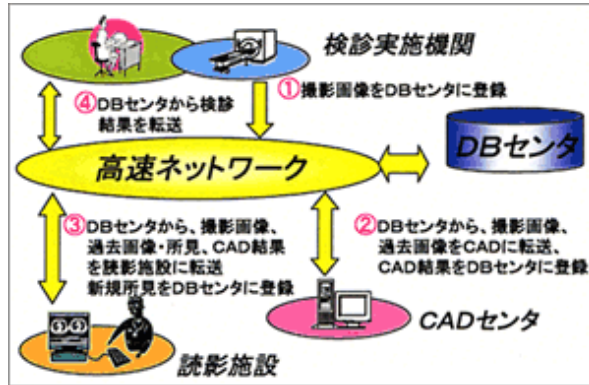 検診実施機関
①撮影画像をDBセンタに登録
④DBセンタから検診
結果を転送
DBセンタ
高速ネットワーク
③DBセンタから、撮影画像、
過去画像・所見、CAD結果
を読影施設に転送
新規所見をDBセンタに登録
②DBセンタから、撮影画像、
過去画像をCADに転送、
CAD結果をDBセンタに登録
CADセンタ
読影施設